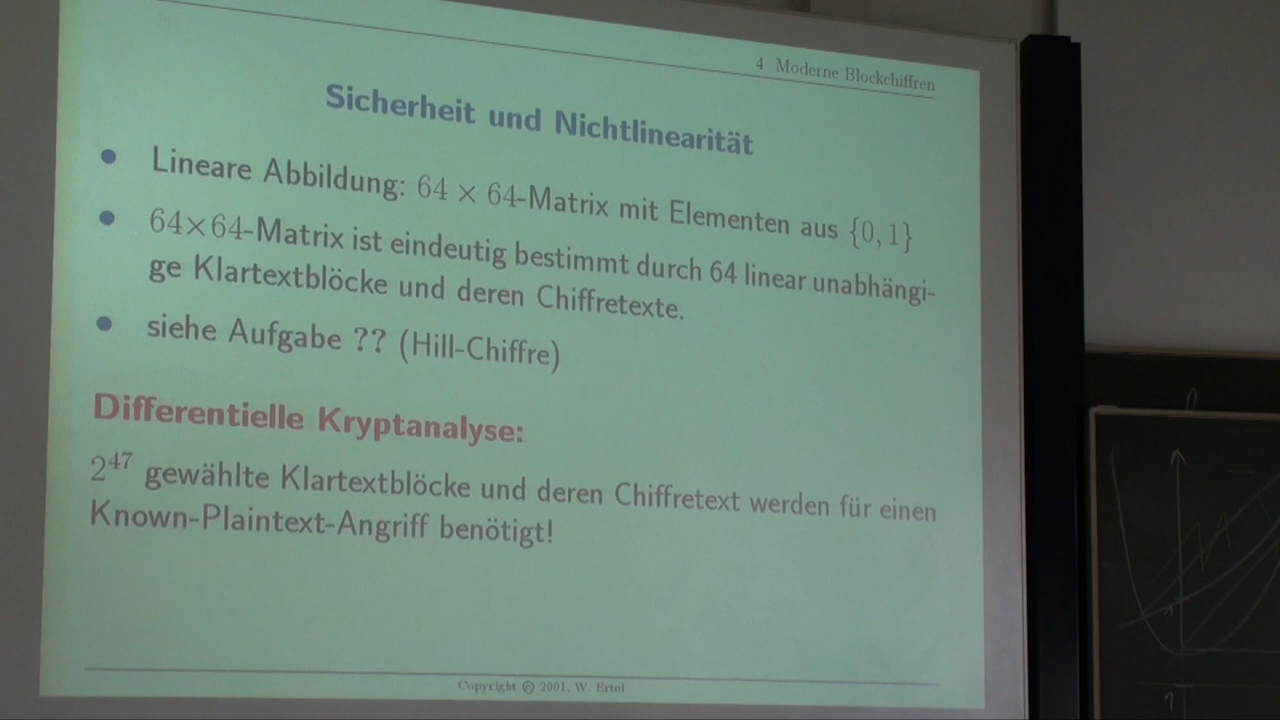 4 Moderne Blockchiffren
Sicherheit und Nichtlinearität
• Lineare Abbildung: 64 × 64-Matrix mit Elementen aus {0, 1}
• 64×64-Matrix ist eindeutig bestimmt durch 64 linear unabhängi-
ge Klartextblöcke und deren Chiffretexte.
• siehe Aufgabe ?? (Hill-Chiffre)
Differentielle Kryptanalyse:
2^47 gewählte Klartextblöcke und deren Chiffretext werden für einen
Known-Plaintext-Angriff benötigt!
Copyright © 2001, W. Ertel